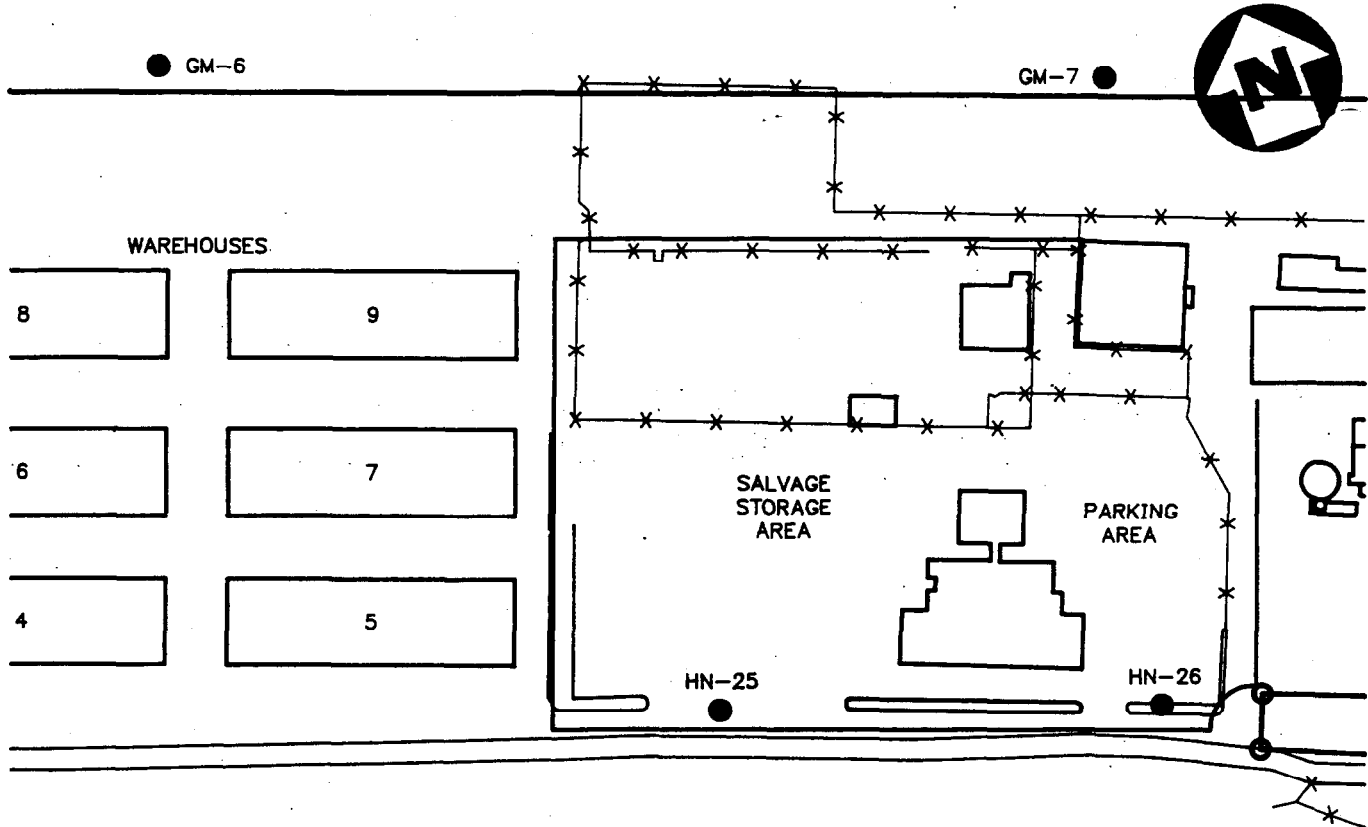 GM-6
GM-7
N
WAREHOUSES
8
9
6
7
SALVAGE
STORAGE
AREA
PARKING
AREA
4
5
HN-25
HN-26